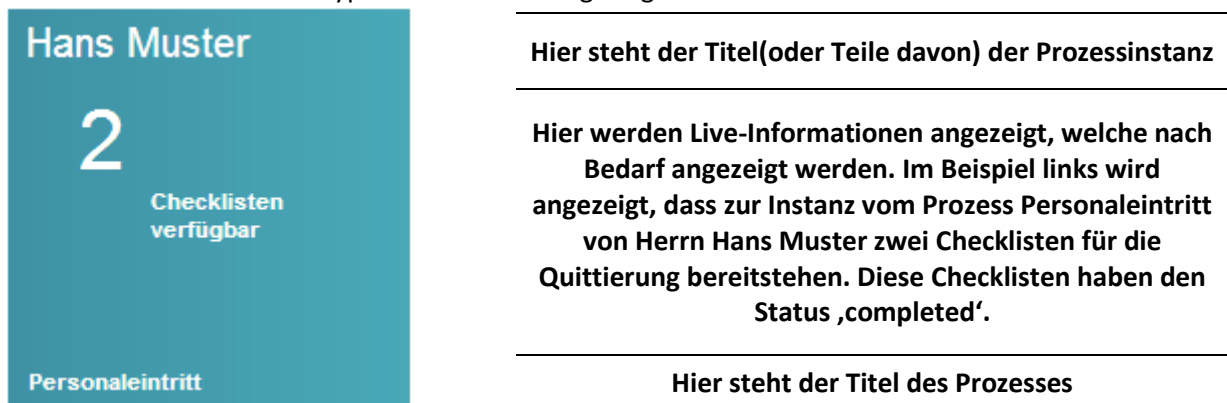 Hans Muster
2
Checklisten
verfügbar
Personaleintritt
Hier steht der Titel(oder Teile davon) der Prozessinstanz
Hier werden Live-Informationen angezeigt, welche nach
Bedarf angezeigt werden. Im Beispiel links wird
angezeigt, dass zur Instanz vom Prozess Personaleintritt
von Herrn Hans Muster zwei Checklisten für die
Quittierung bereitstehen. Diese Checklisten haben den
Status ‚completed‘.
Hier steht der Titel des Prozesses